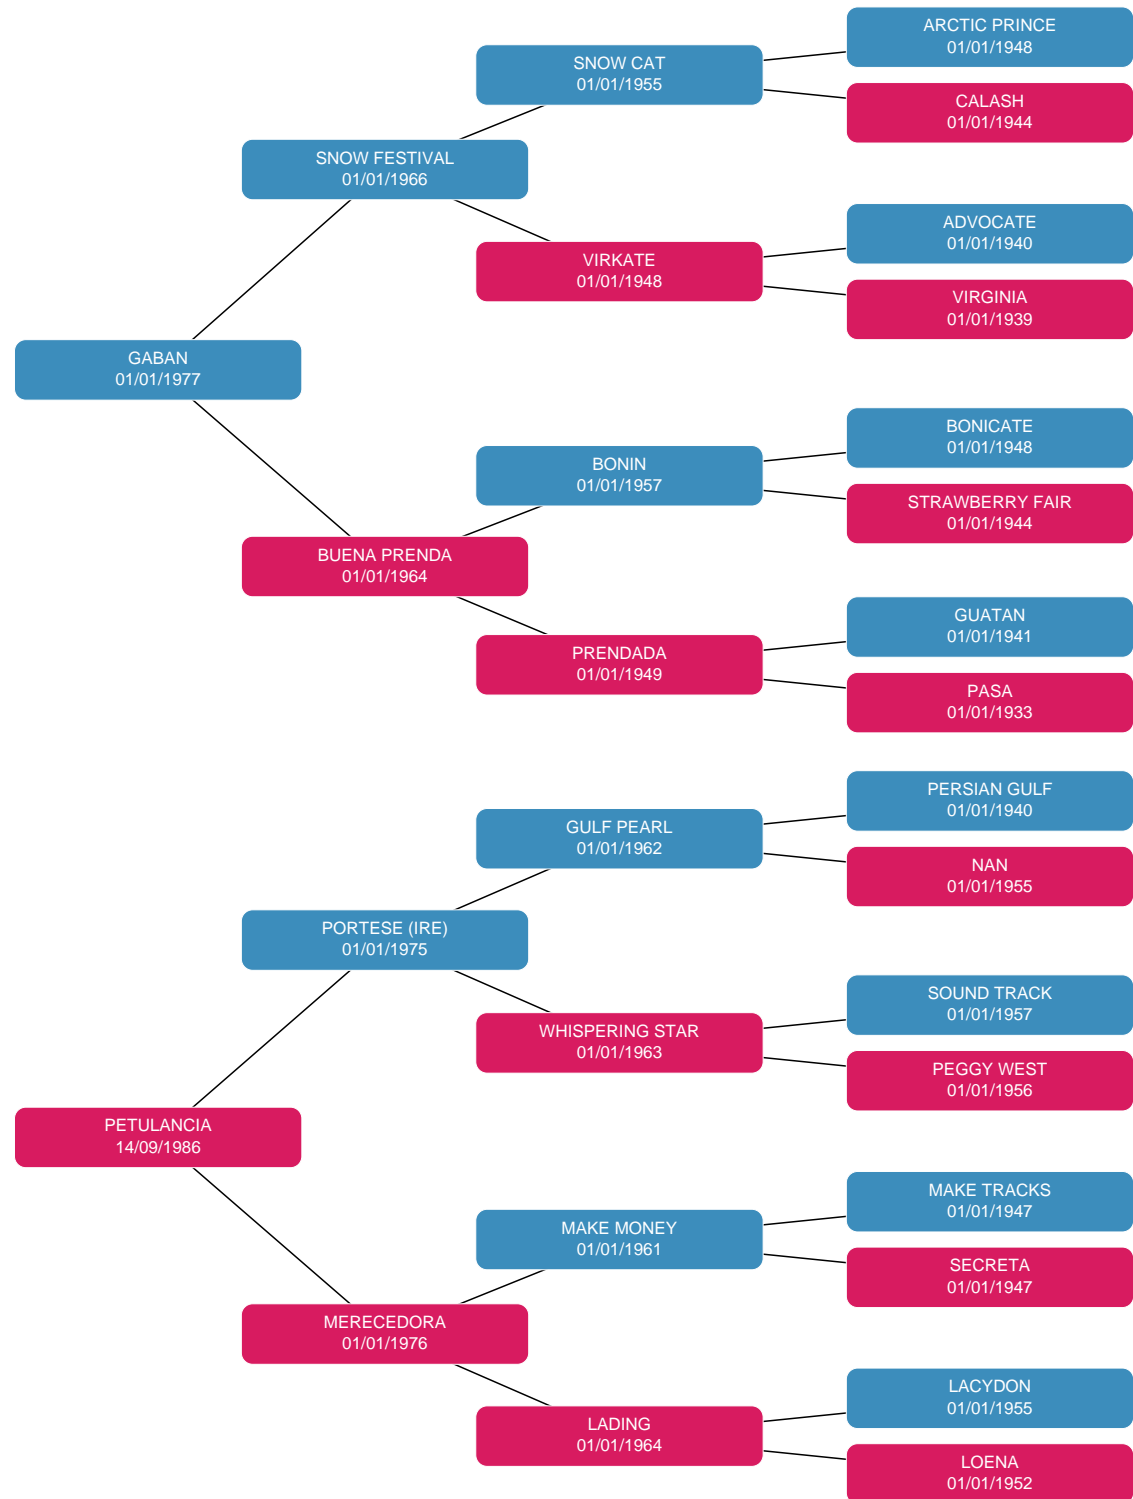 ARCTIC PRINCE
01/01/1948
SNOW CAT
01/01/1955
CALASH
01/01/1944
SNOW FESTIVAL
01/01/1966
ADVOCATE
01/01/1940
VIRKATE
01/01/1948
VIRGINIA
01/01/1939
GABAN
01/01/1977
BONICATE
01/01/1948
BONIN
01/01/1957
STRAWBERRY FAIR
01/01/1944
BUENA PRENDA
01/01/1964
GUATAN
01/01/1941
PRENDADA
01/01/1949
PASA
01/01/1933
PERSIAN GULF
01/01/1940
GULF PEARL
01/01/1962
NAN
01/01/1955
PORTESE (IRE)
01/01/1975
SOUND TRACK
01/01/1957
WHISPERING STAR
01/01/1963
PEGGY WEST
01/01/1956
PETULANCIA
14/09/1986
MAKE TRACKS
01/01/1947
MAKE MONEY
01/01/1961
SECRETA
01/01/1947
MERECEDORA
01/01/1976
LACYDON
01/01/1955
LADING
01/01/1964
LOENA
01/01/1952